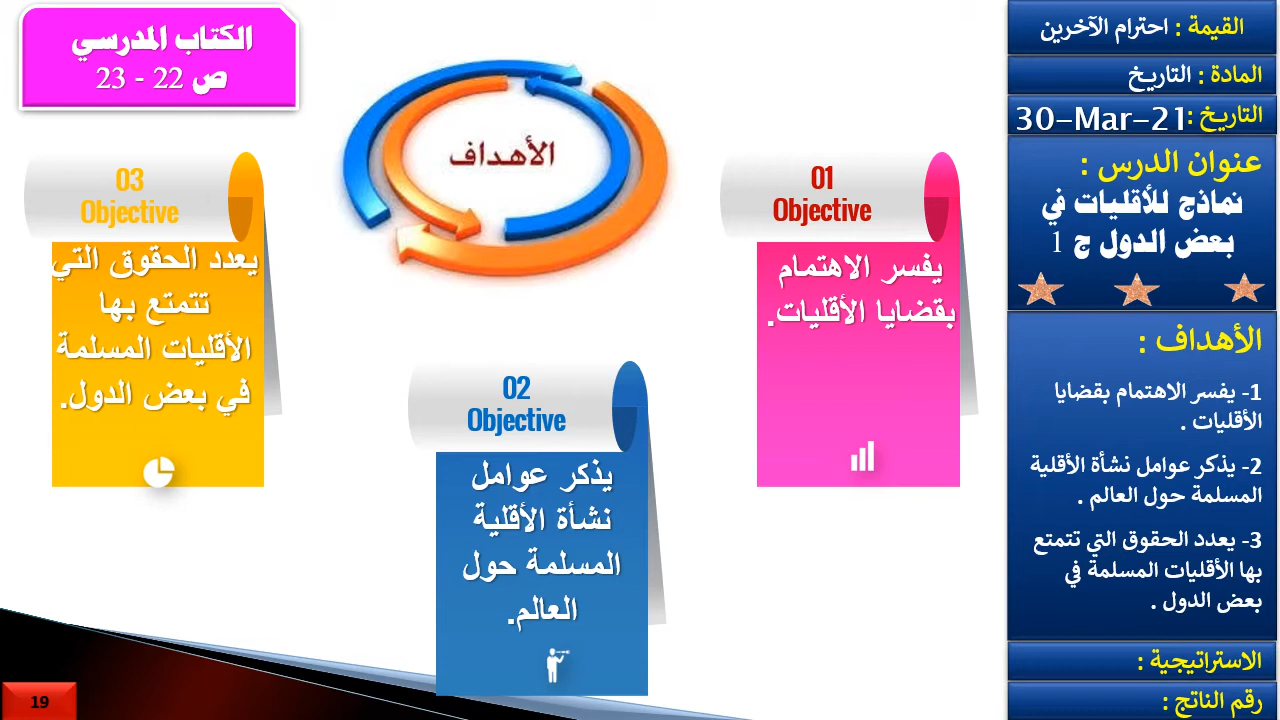 القيمة : احترام الآخرين
المادة : التاريخ
التاريخ :30-Mar-21
عنوان الدرس :
نماذج للأقليات في
بعض الدول ج 1
الأهداف :
1- يفسر الاهتمام بقضايا
الأقليات .
2- يذكر عوامل نشأة الأقلية
المسلمة حول العالم .
3- يعدد الحقوق التي تتمتع
بها الأقليات المسلمة في
بعض الدول .
الاستراتيجية :
رقم الناتج :
الكتاب المدرسي
ص 22 - 23
الأهداف
01
Objective
يفسر الاهتمام
بقضايا الأقليات.
02
Objective
يذكر عوامل
نشأة الأقلية
المسلمة حول
العالم.
03
Objective
يعدد الحقوق التي
تتمتع بها
الأقليات المسلمة
في بعض الدول.
19